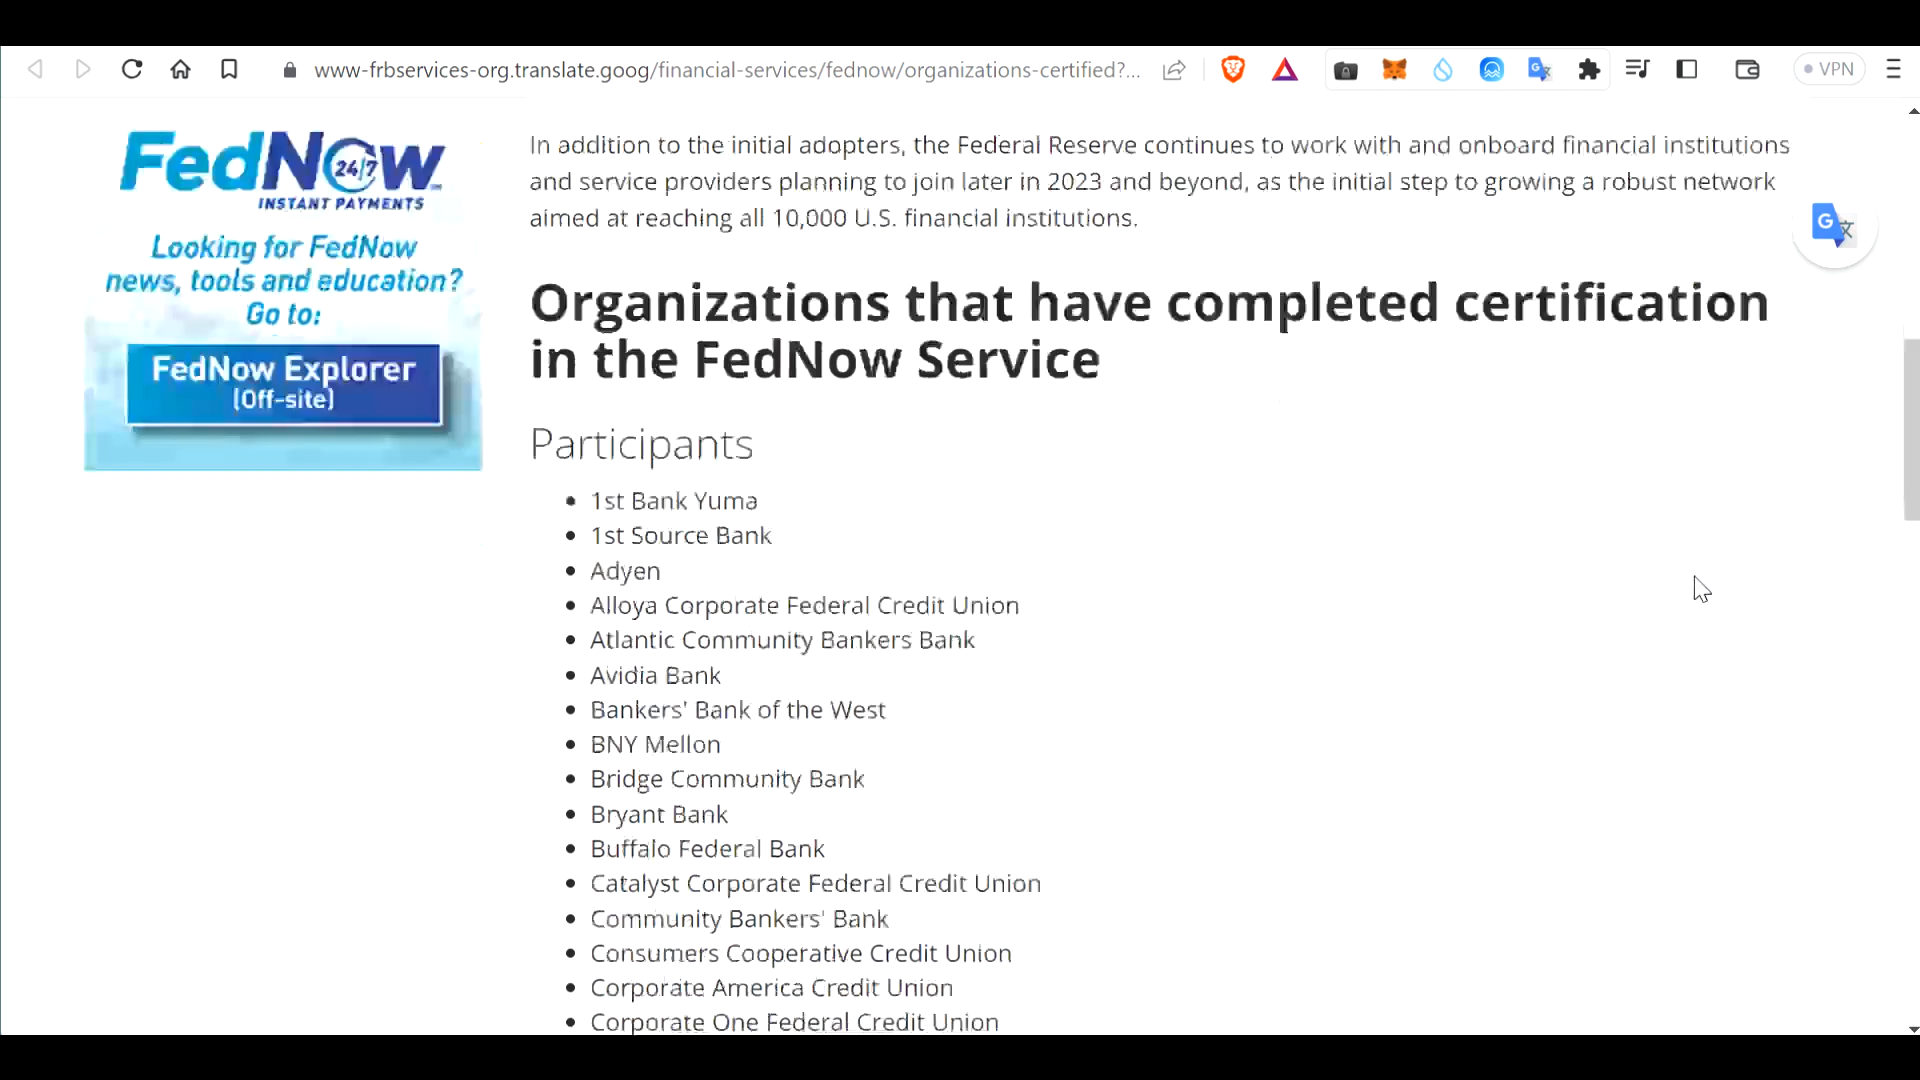 www-frbservices-org.translate.goog/financial-services/fednow/organizations-certified?...
VPN
FedNow
24/7
INSTANT PAYMENTS
Looking for FedNow
news, tools and education?
Go to:
FedNow Explorer
(Off-site)
In addition to the initial adopters, the Federal Reserve continues to work with and onboard financial institutions
and service providers planning to join later in 2023 and beyond, as the initial step to growing a robust network
aimed at reaching all 10,000 U.S. financial institutions.
Organizations that have completed certification
in the FedNow Service
Participants
• 1st Bank Yuma
• 1st Source Bank
• Adyen
• Alloya Corporate Federal Credit Union
• Atlantic Community Bankers Bank
• Avidia Bank
• Bankers' Bank of the West
• BNY Mellon
• Bridge Community Bank
• Bryant Bank
• Buffalo Federal Bank
• Catalyst Corporate Federal Credit Union
• Community Bankers' Bank
• Consumers Cooperative Credit Union
• Corporate America Credit Union
• Corporate One Federal Credit Union